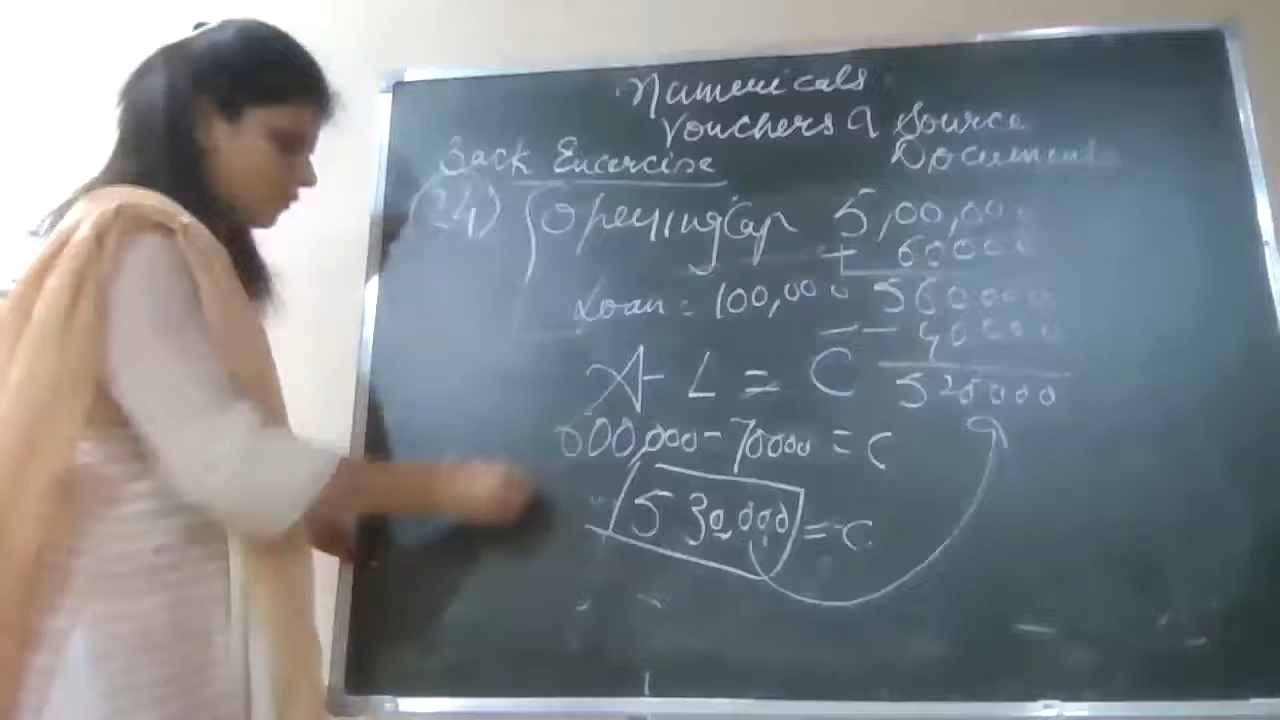 Numericals
Vouchers & Source
Documents
Back Exercise
24) Opening Cap 5,00,000
+ 60000
Loan = 100,000 560000
- 40000
A - L = C 520000
600,000 - 70000 = C
530,000 = C